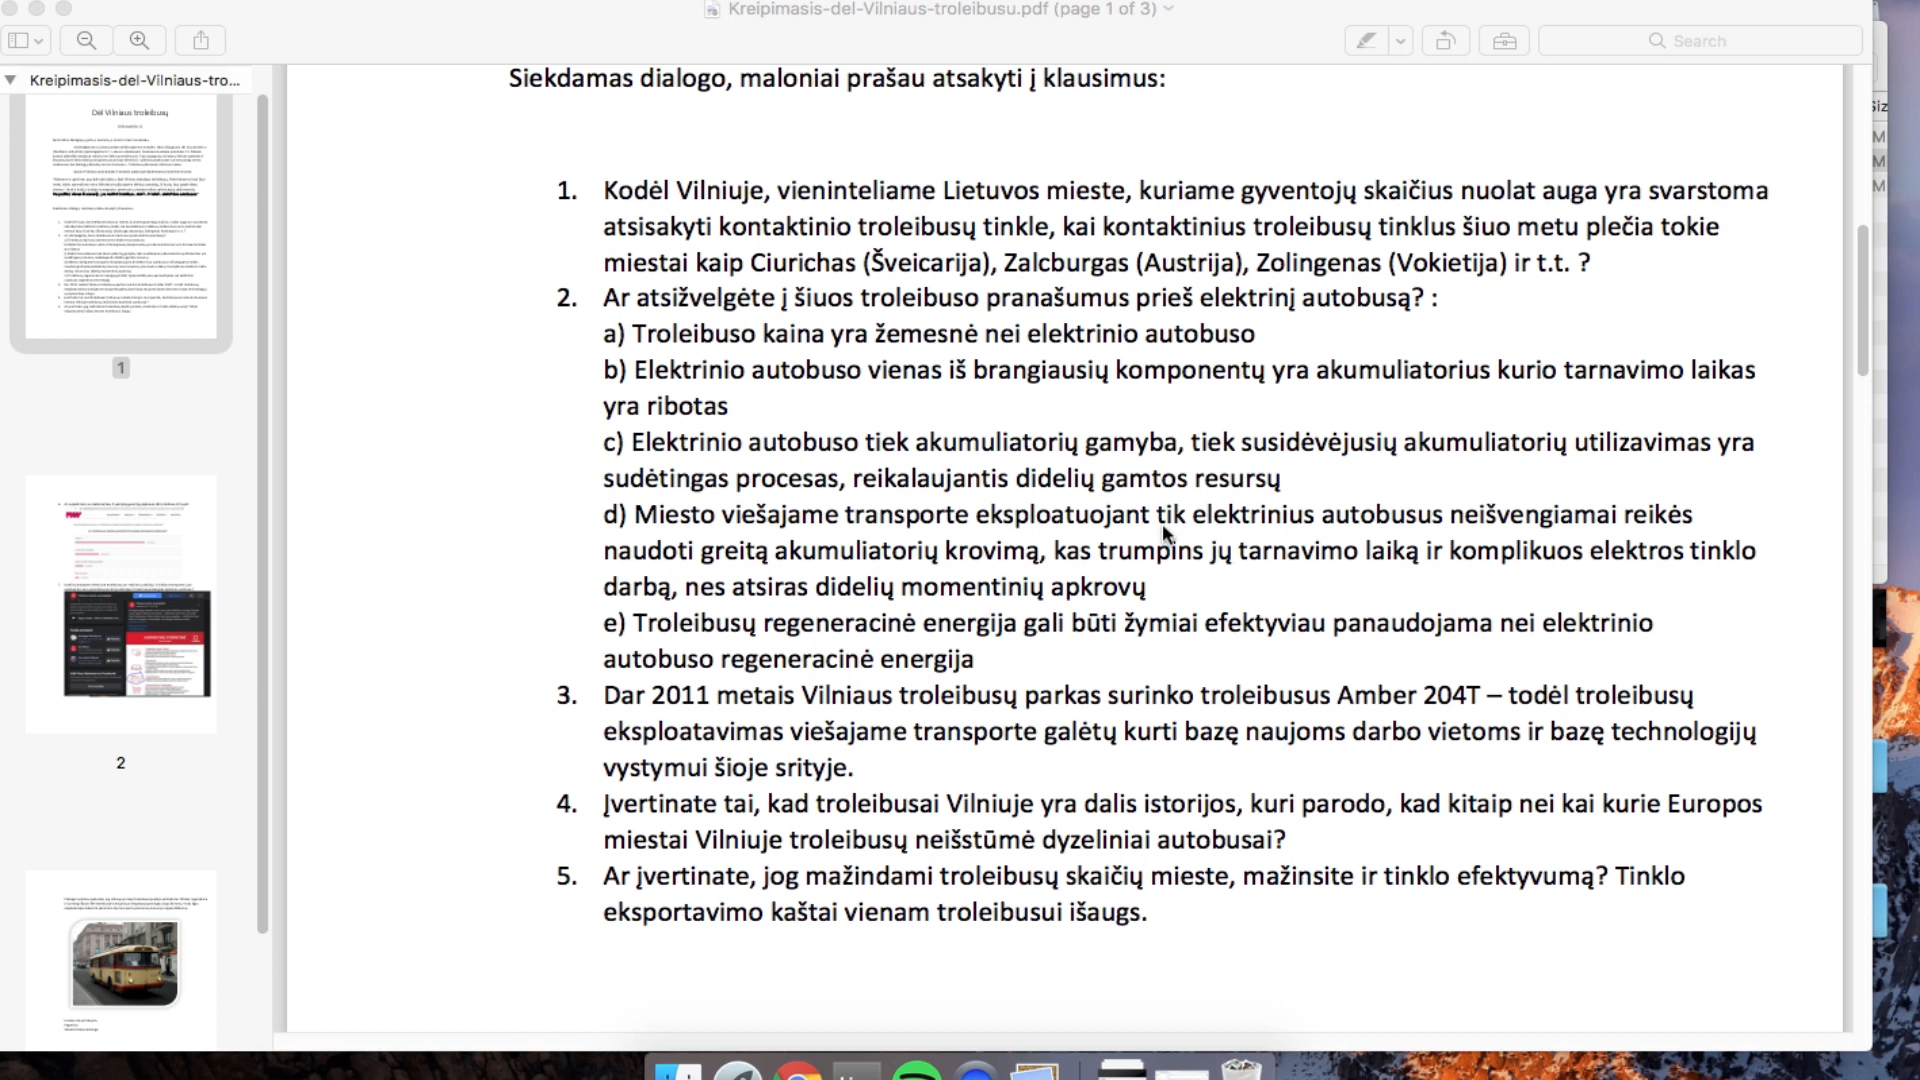 Kreipimasis-del-Vilniaus-troleibusu.pdf (page 1 of 3)
Search
Kreipimasis-del-Vilniaus-tro...
Dėl Vilniaus troleibusų
1
2
Siekdamas dialogo, maloniai prašau atsakyti į klausimus:
1. Kodėl Vilniuje, vieninteliame Lietuvos mieste, kuriame gyventojų skaičius nuolat auga yra svarstoma
atsisakyti kontaktinio troleibusų tinkle, kai kontaktinius troleibusų tinklus šiuo metu plečia tokie
miestai kaip Ciurichas (Šveicarija), Zalcburgas (Austrija), Zolingenas (Vokietija) ir t.t. ?
2. Ar atsižvelgėte į šiuos troleibuso pranašumus prieš elektrinį autobusą? :
a) Troleibuso kaina yra žemesnė nei elektrinio autobuso
b) Elektrinio autobuso vienas iš brangiausių komponentų yra akumuliatorius kurio tarnavimo laikas
yra ribotas
c) Elektrinio autobuso tiek akumuliatorių gamyba, tiek susidėvėjusių akumuliatorių utilizavimas yra
sudėtingas procesas, reikalaujantis didelių gamtos resursų
d) Miesto viešajame transporte eksploatuojant tik elektrinius autobusus neišvengiamai reikės
naudoti greitą akumuliatorių krovimą, kas trumpins jų tarnavimo laiką ir komplikuos elektros tinklo
darbą, nes atsiras didelių momentinių apkrovų
e) Troleibusų regeneracinė energija gali būti žymiai efektyviau panaudojama nei elektrinio
autobuso regeneracinė energija
3. Dar 2011 metais Vilniaus troleibusų parkas surinko troleibusus Amber 204T – todėl troleibusų
eksploatavimas viešajame transporte galėtų kurti bazę naujoms darbo vietoms ir bazę technologijų
vystymui šioje srityje.
4. Įvertinate tai, kad troleibusai Vilniuje yra dalis istorijos, kuri parodo, kad kitaip nei kai kurie Europos
miestai Vilniuje troleibusų neišstūmė dyzeliniai autobusai?
5. Ar įvertinate, jog mažindami troleibusų skaičių mieste, mažinsite ir tinklo efektyvumą? Tinklo
eksportavimo kaštai vienam troleibusui išaugs.